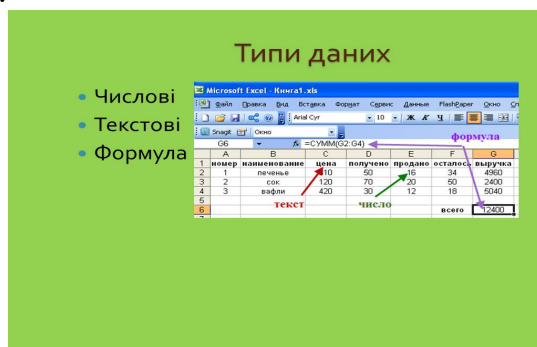 Типи даних
• Числові
• Текстові
• Формула
Microsoft Excel - Книга1.xls
Файл Правка Вид Вставка Формат Сервис Данные FlashPaper Окно
Arial Cyr 10 Ж К Ч
Snagit Окно
формула
G6 fx =СУММ(G2:G4)
A B C D E F G
1 номер наименование цена получено продано осталось выручка
2 1 печенье 310 50 16 34 4960
3 2 сок 120 70 20 50 2400
4 3 вафли 420 30 12 18 5040
5 текст число
6 всего 12400